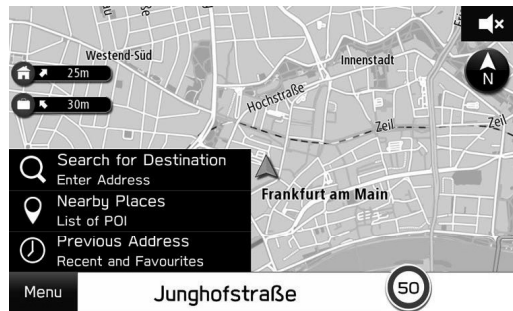 Westend-Süd
Innenstadt
25m
N
30m
Hochstraße
Zeil
Zeil
Search for Destination
Enter Address
Nearby Places
List of POI
Frankfurt am Main
Previous Address
Recent and Favourites
Menu
Junghofstraße
50